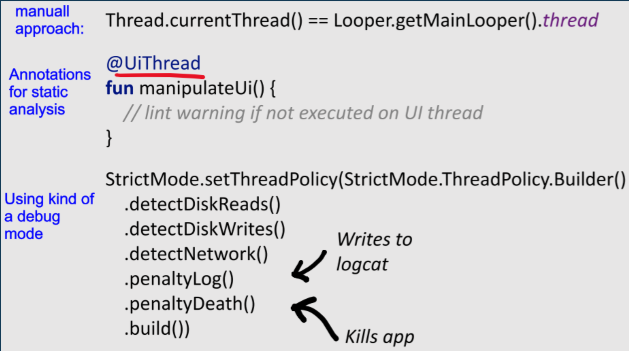 manuall
approach:
Thread.currentThread() == Looper.getMainLooper().thread
Annotations
for static
analysis
@UiThread
fun manipulateUi() {
// lint warning if not executed on UI thread
}
Using kind of
a debug
mode
StrictMode.setThreadPolicy(StrictMode.ThreadPolicy.Builder()
.detectDiskReads()
.detectDiskWrites()
.detectNetwork()
.penaltyLog()
.penaltyDeath()
.build())
Writes to
logcat
Kills app